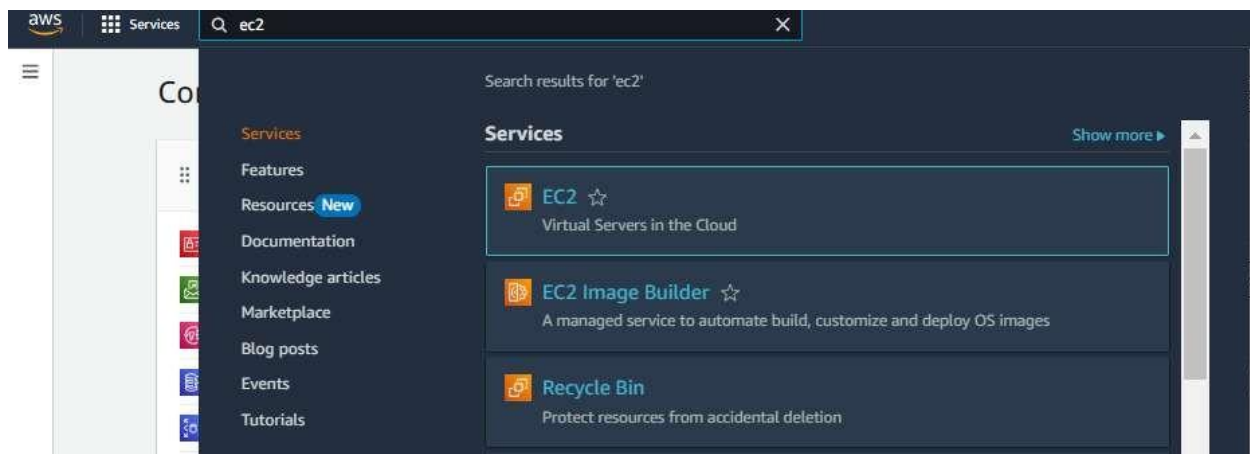 aws Services ec2
Co
Search results for 'ec2'
Services
Features
Resources New
Documentation
Knowledge articles
Marketplace
Blog posts
Events
Tutorials
Services Show more
EC2
Virtual Servers in the Cloud
EC2 Image Builder
A managed service to automate build, customize and deploy OS images
Recycle Bin
Protect resources from accidental deletion